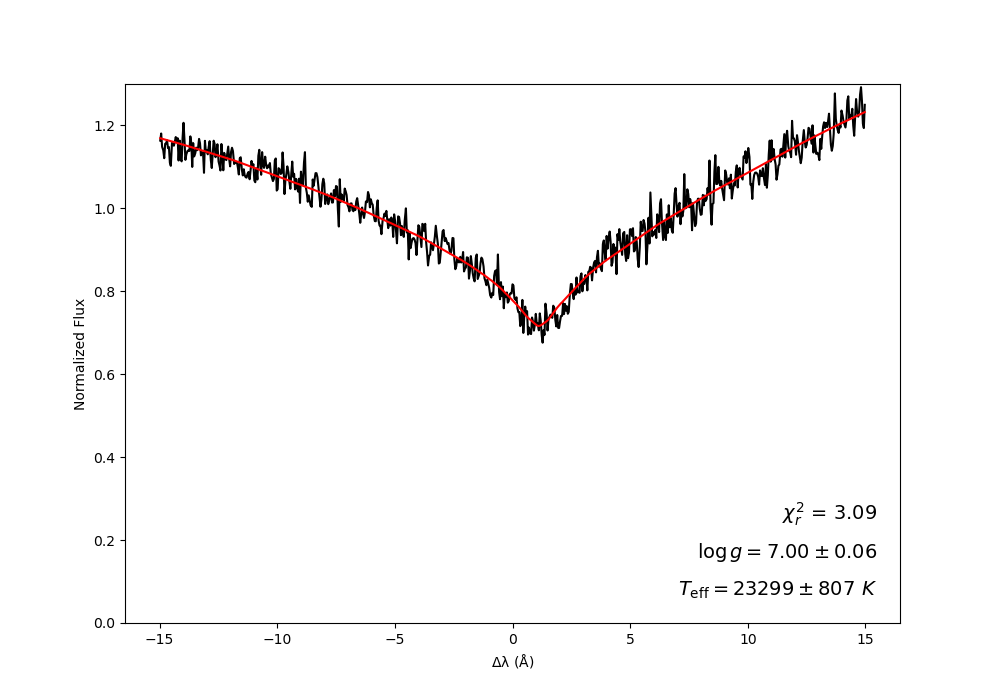 1.2
1.0
0.8
0.6
0.4
0.2
0.0
Normalized Flux
χ²ᵣ = 3.09
log g = 7.00 ± 0.06
T_eff = 23299 ± 807 K
−15 −10 −5 0 5 10 15
Δλ (Å)